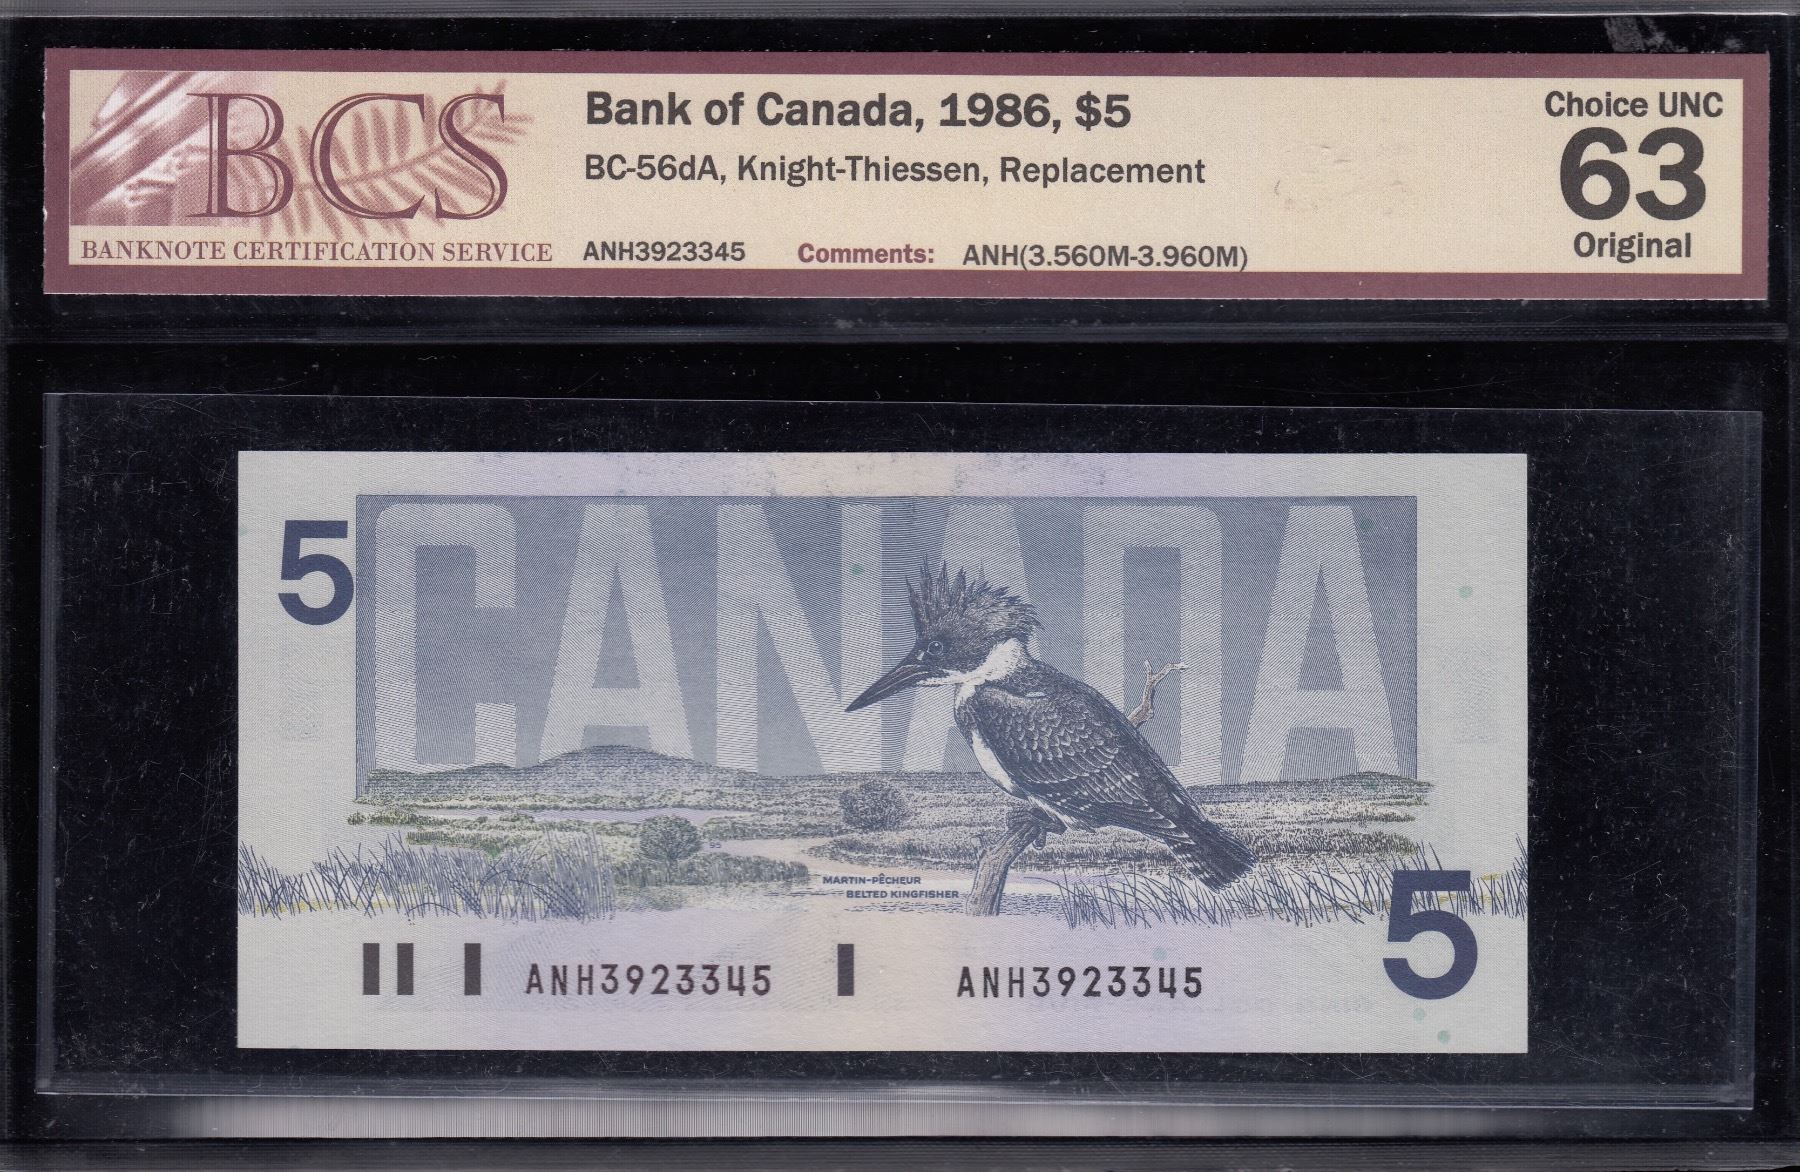 BCS
BANKNOTE CERTIFICATION SERVICE
Bank of Canada, 1986, $5
BC-56dA, Knight-Thiessen, Replacement
ANH3923345 Comments: ANH(3.560M-3.960M)
Choice UNC
63
Original
5
CANADA
95
MARTIN-PÊCHEUR
BELTED KINGFISHER
5
ANH3923345 ANH3923345